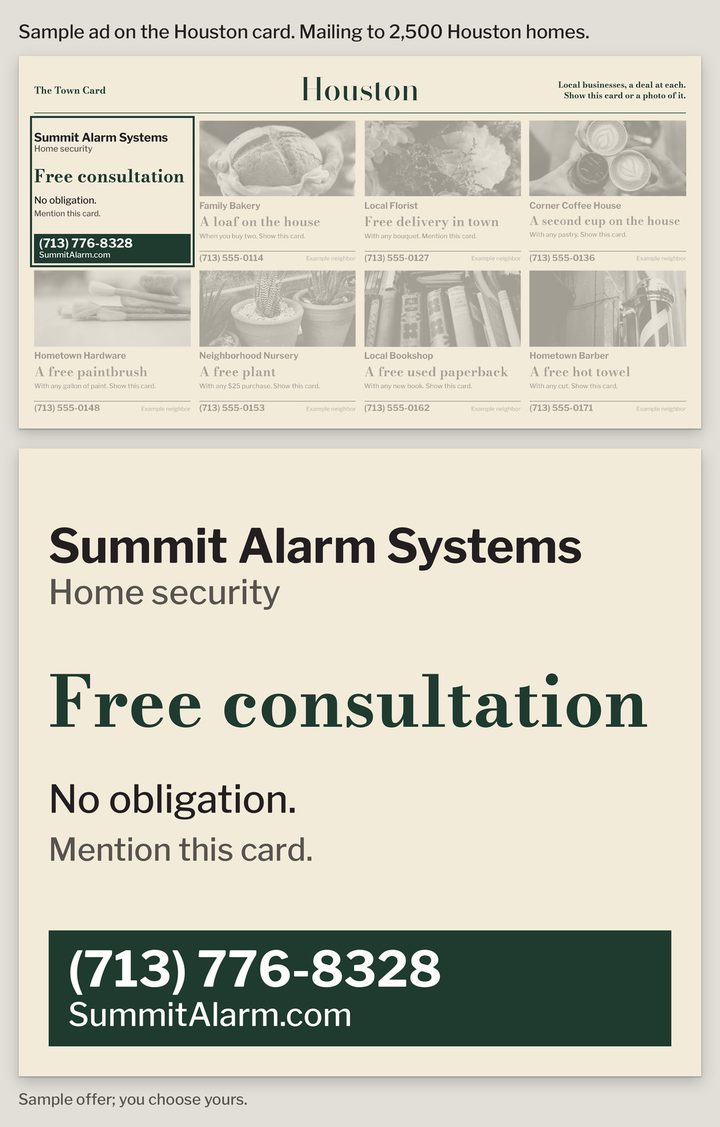 Sample ad on the Houston card. Mailing to 2,500 Houston homes.
The Town Card
Houston
Local businesses, a deal at each.
Show this card or a photo of it.
Summit Alarm Systems
Home security
Free consultation
No obligation.
Mention this card.
(713) 776-8328
SummitAlarm.com
Family Bakery
A loaf on the house
When you buy two. Show this card.
(713) 555-0114
Example neighbor
Local Florist
Free delivery in town
With any bouquet. Mention this card.
(713) 555-0127
Example neighbor
Corner Coffee House
A second cup on the house
With any pastry. Show this card.
(713) 555-0136
Example neighbor
Hometown Hardware
A free paintbrush
With any gallon of paint. Show this card.
(713) 555-0148
Example neighbor
Neighborhood Nursery
A free plant
With any $25 purchase. Show this card.
(713) 555-0153
Example neighbor
Local Bookshop
A free used paperback
With any new book. Show this card.
(713) 555-0162
Example neighbor
Hometown Barber
A free hot towel
With any cut. Show this card.
(713) 555-0171
Example neighbor
Summit Alarm Systems
Home security
Free consultation
No obligation.
Mention this card.
(713) 776-8328
SummitAlarm.com
Sample offer; you choose yours.